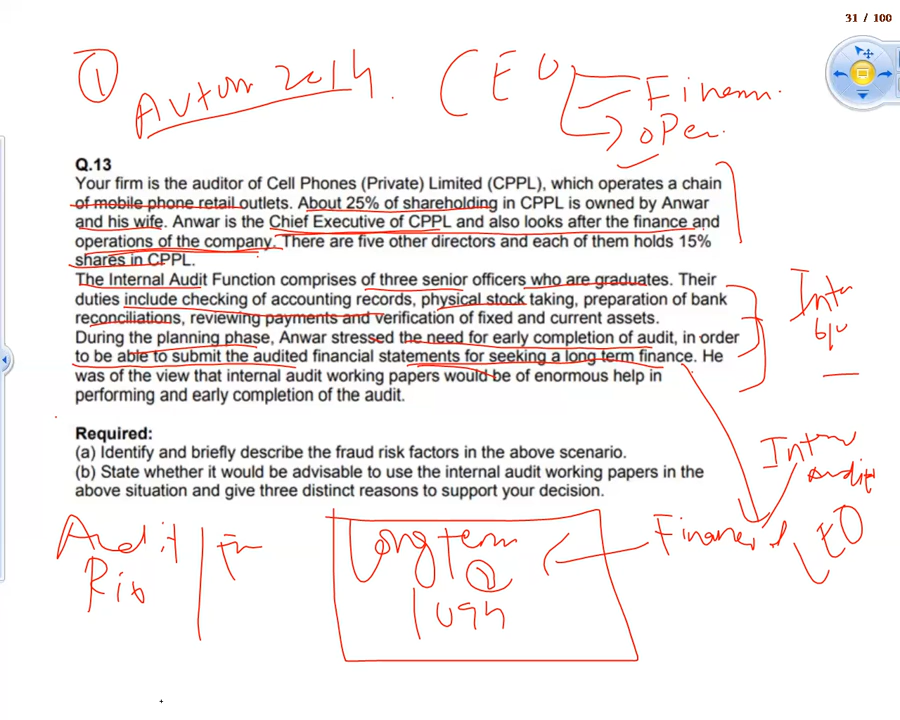 31 / 100
①
Autum 2014.
CEO
oper.
Q.13
Your firm is the auditor of Cell Phones (Private) Limited (CPPL), which operates a chain
of mobile phone retail outlets. About 25% of shareholding in CPPL is owned by Anwar
and his wife. Anwar is the Chief Executive of CPPL and also looks after the finance and
operations of the company. There are five other directors and each of them holds 15%
shares in CPPL.
The Internal Audit Function comprises of three senior officers who are graduates. Their
duties include checking of accounting records, physical stock taking, preparation of bank
reconciliations, reviewing payments and verification of fixed and current assets.
During the planning phase, Anwar stressed the need for early completion of audit, in order
to be able to submit the audited financial statements for seeking a long term finance. He
was of the view that internal audit working papers would be of enormous help in
performing and early completion of the audit.
Required:
(a) Identify and briefly describe the fraud risk factors in the above scenario.
(b) State whether it would be advisable to use the internal audit working papers in the
above situation and give three distinct reasons to support your decision.
Audit
Long term
CEO